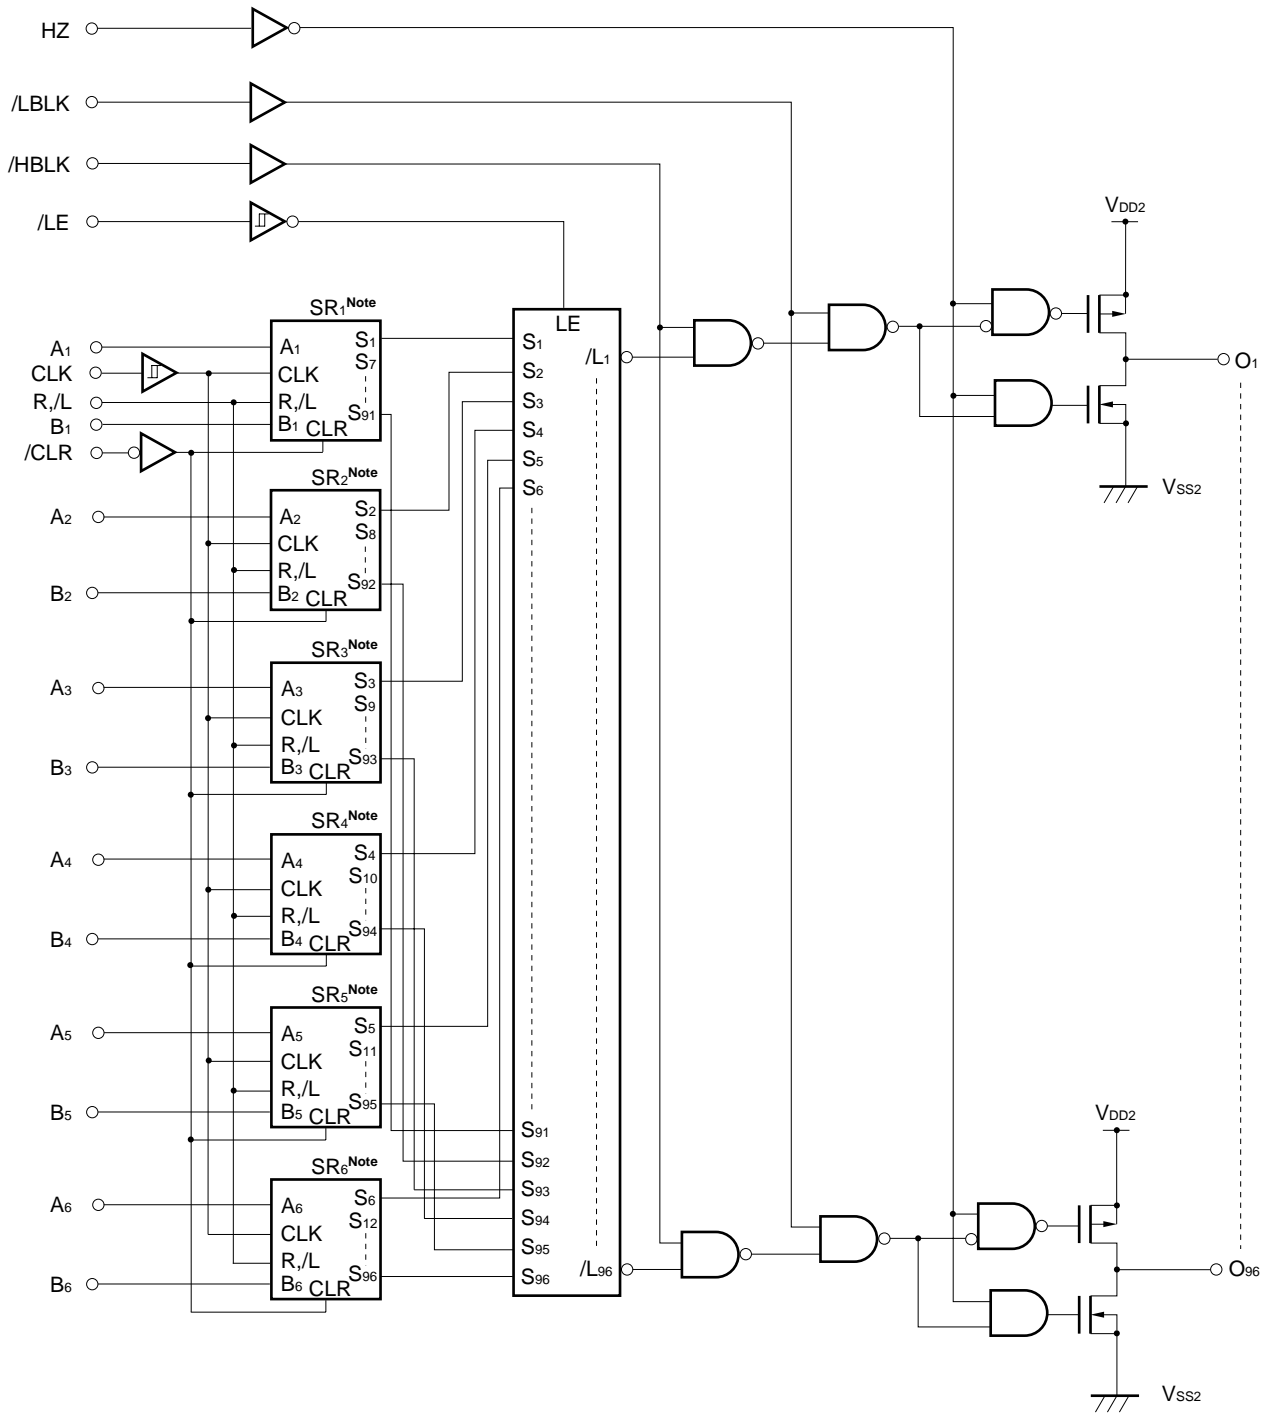 HZ
/LBLK
/HBLK
/LE
VDD2
SR1Note
LE
A1
A1
S1
S1
/L1
O1
S7
CLK
CLK
S2
R,/L
R,/L
S3
B1
B1
S91
CLR
S4
/CLR
S5
SR2Note
S6
VSS2
A2
A2
S2
S8
CLK
R,/L
B2
B2
S92
CLR
SR3Note
A3
A3
S3
S9
CLK
R,/L
B3
B3
S93
CLR
SR4Note
A4
A4
S4
S10
CLK
R,/L
B4
B4
S94
CLR
SR5Note
A5
A5
S5
S11
CLK
R,/L
B5
B5
S95
CLR
S91
VDD2
S92
SR6Note
S93
A6
A6
S6
S94
S12
CLK
S95
R,/L
B6
B6
S96
CLR
S96
/L96
O96
VSS2